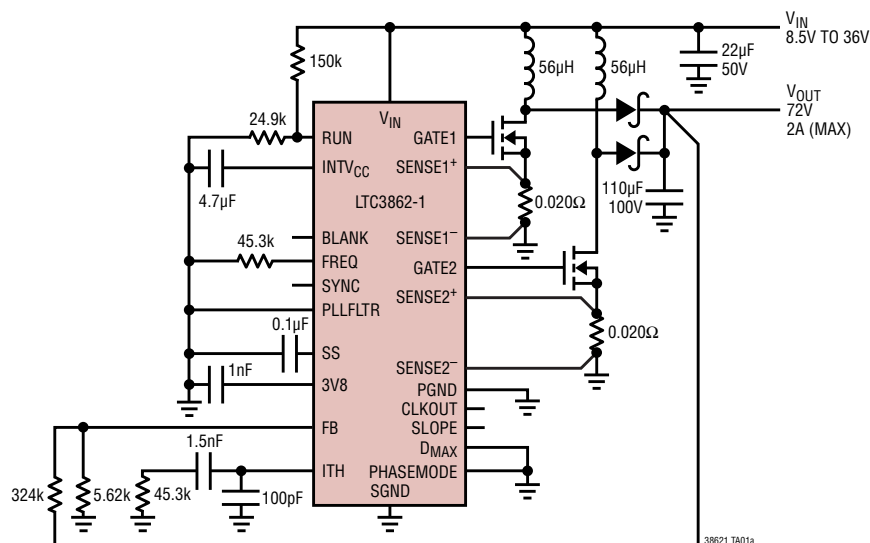 VIN
8.5V TO 36V
22µF
50V
56µH
56µH
150k
VOUT
72V
2A (MAX)
24.9k
VIN
RUN
GATE1
INTVCC
SENSE1+
4.7µF
LTC3862-1
0.020Ω
110µF
100V
BLANK
SENSE1–
45.3k
FREQ
GATE2
SYNC
SENSE2+
PLLFLTR
0.1µF
0.020Ω
SS
SENSE2–
1nF
3V8
PGND
CLKOUT
FB
SLOPE
1.5nF
DMAX
ITH
PHASEMODE
324k
5.62k
45.3k
100pF
SGND
38621 TA01a